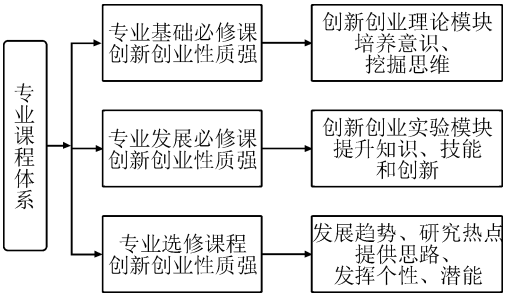 专业课程体系
专业基础必修课
创新创业性质强
创新创业理论模块
培养意识、
挖掘思维
专业发展必修课
创新创业性质强
创新创业实验模块
提升知识、技能
和创新
专业选修课程
创新创业性质强
发展趋势、研究热点
提供思路、
发挥个性、潜能